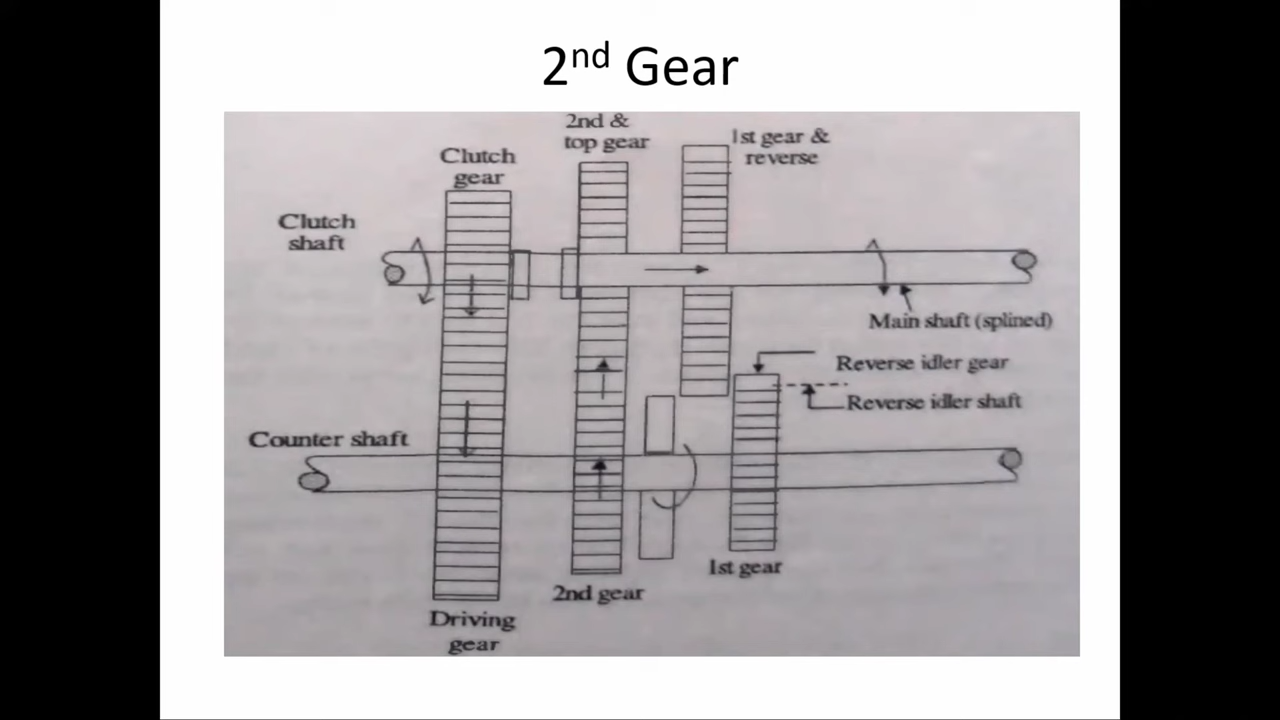 2nd Gear
2nd &
top gear
1st gear &
reverse
Clutch
gear
Clutch
shaft
Main shaft (splined)
Reverse idler gear
Reverse idler shaft
Counter shaft
1st gear
2nd gear
Driving
gear